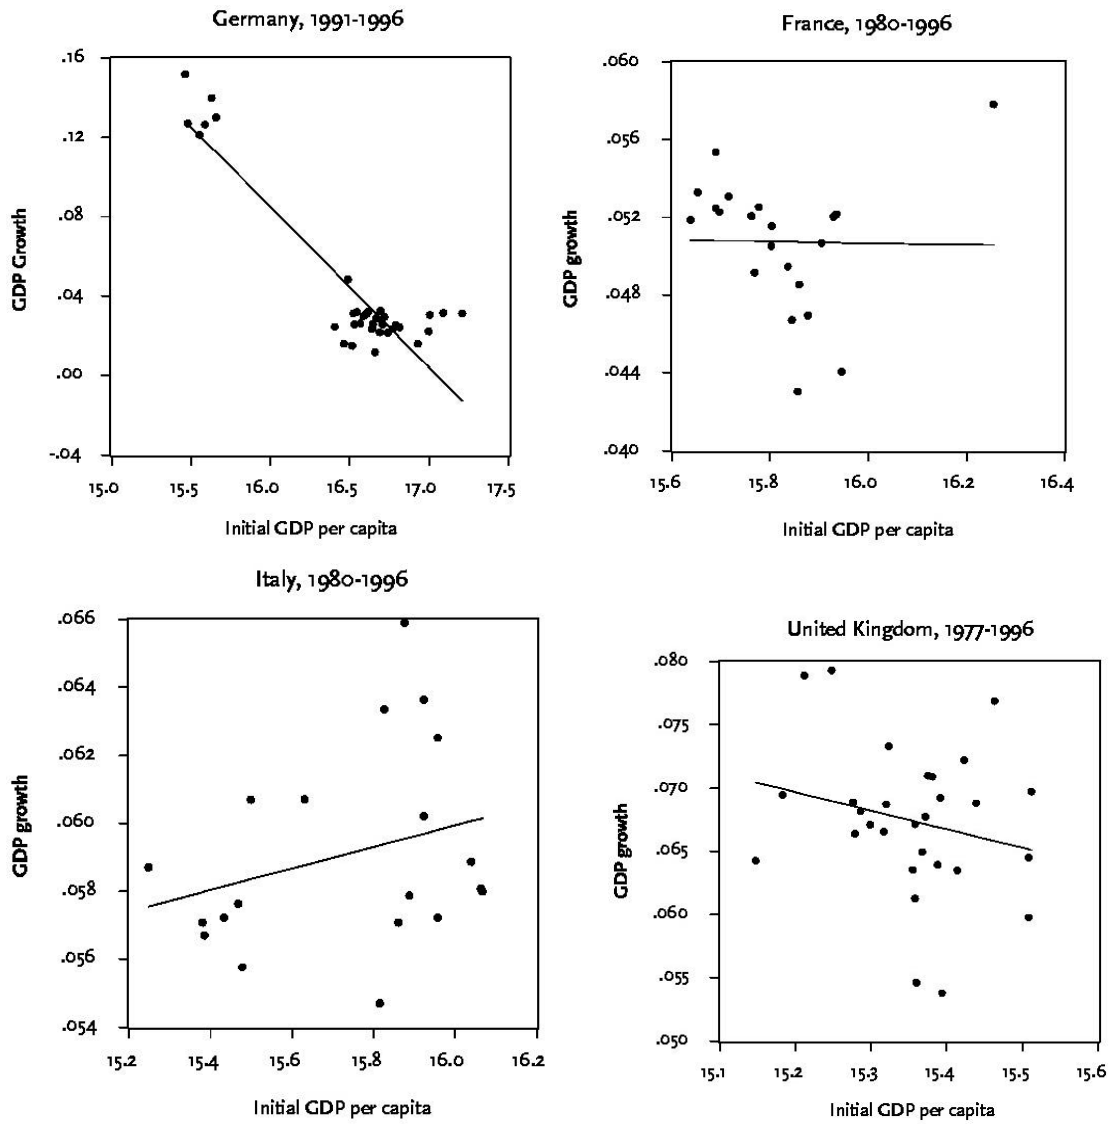 Germany, 1991-1996
.16
.12
.08
.04
.00
-.04
GDP Growth
15.0 15.5 16.0 16.5 17.0 17.5
Initial GDP per capita
France, 1980-1996
.060
.056
.052
.048
.044
.040
GDP growth
15.6 15.8 16.0 16.2 16.4
Initial GDP per capita
Italy, 1980-1996
.066
.064
.062
.060
.058
.056
.054
GDP growth
15.2 15.4 15.6 15.8 16.0 16.2
Initial GDP per capita
United Kingdom, 1977-1996
.080
.075
.070
.065
.060
.055
.050
GDP growth
15.1 15.2 15.3 15.4 15.5 15.6
Initial GDP per capita